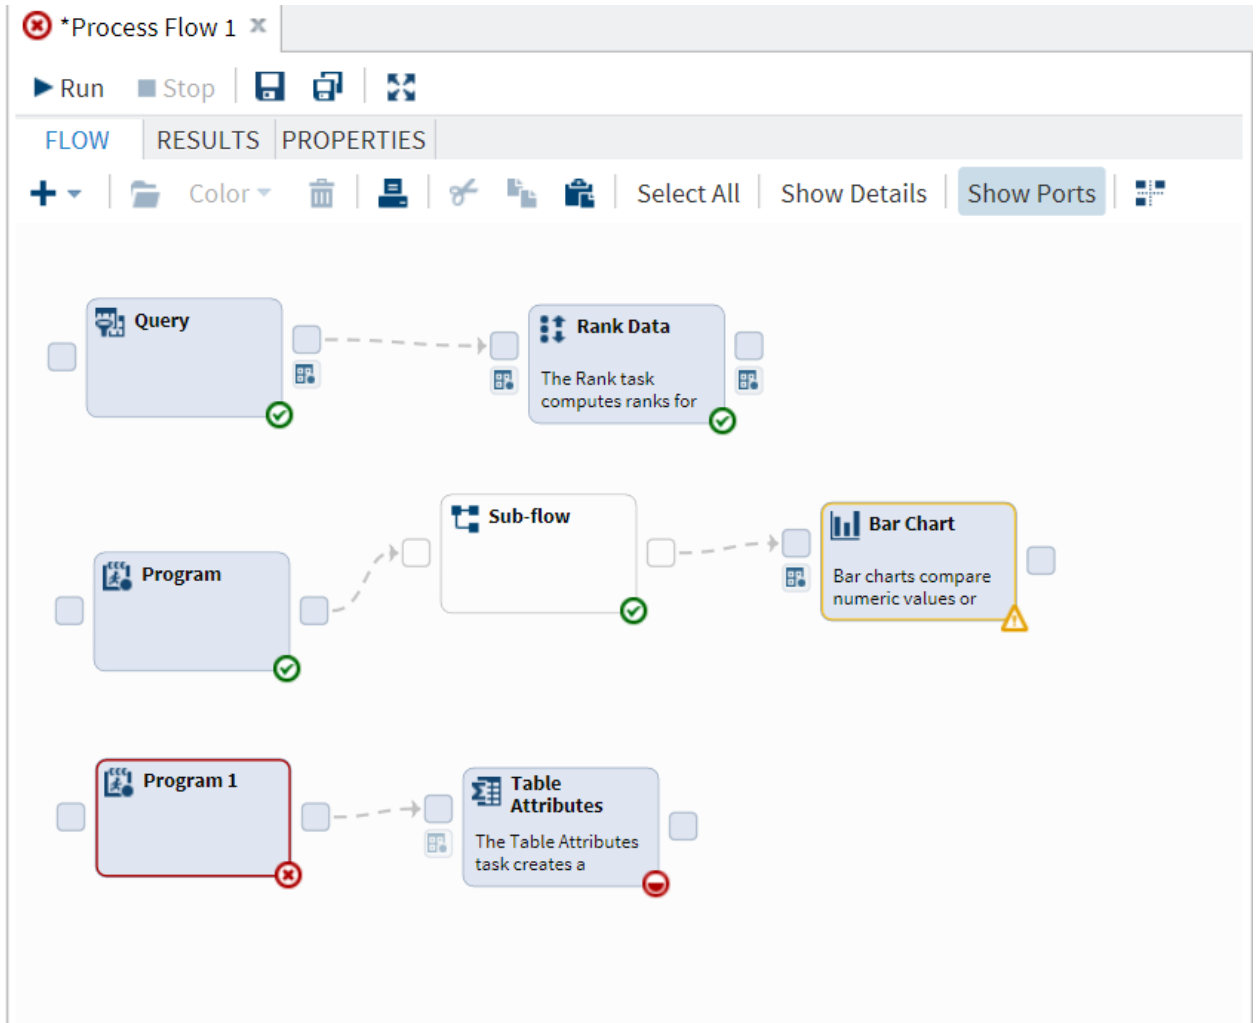 *Process Flow 1
Run Stop
FLOW RESULTS PROPERTIES
Color Select All Show Details Show Ports
Query
Rank Data
The Rank task
computes ranks for
Sub-flow
Bar Chart
Bar charts compare
numeric values or
Program
Program 1
Table
Attributes
The Table Attributes
task creates a